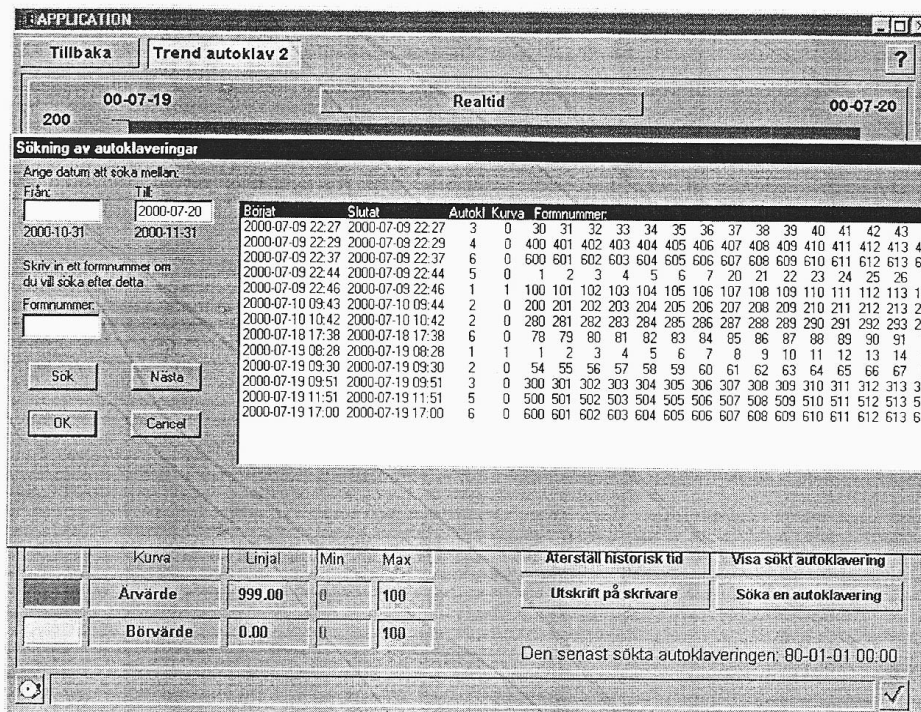 APPLICATION
Tillbaka Trend autoklav 2 ?
00-07-19 Realtid 00-07-20
200
Sökning av autoklaveringar
Ange datum att söka mellan:
Från: Till:
2000-07-20
2000-10-31 2000-11-31
Skriv in ett formnummer om
du vill söka efter detta
Formnummer:
Sök Nästa
OK Cancel
Börjat Slutat Autokl Kurva Formnummer:
2000-07-09 22:27 2000-07-09 22:27 3 0 30 31 32 33 34 35 36 37 38 39 40 41 42 43
2000-07-09 22:29 2000-07-09 22:29 4 0 400 401 402 403 404 405 406 407 408 409 410 411 412 413 4
2000-07-09 22:37 2000-07-09 22:37 6 0 600 601 602 603 604 605 606 607 608 609 610 611 612 613 6
2000-07-09 22:44 2000-07-09 22:44 5 0 1 2 3 4 5 6 7 20 21 22 23 24 25 26
2000-07-09 22:46 2000-07-09 22:46 1 1 100 101 102 103 104 105 106 107 108 109 110 111 112 113 1
2000-07-10 09:43 2000-07-10 09:44 2 0 200 201 202 203 204 205 206 207 208 209 210 211 212 213 2
2000-07-10 10:42 2000-07-10 10:42 2 0 280 281 282 283 284 285 286 287 288 289 290 291 292 293 2
2000-07-18 17:38 2000-07-18 17:38 6 0 78 79 80 81 82 83 84 85 86 87 88 89 90 91
2000-07-19 08:28 2000-07-19 08:28 1 1 1 2 3 4 5 6 7 8 9 10 11 12 13 14
2000-07-19 09:30 2000-07-19 09:30 2 0 54 55 56 57 58 59 60 61 62 63 64 65 66 67
2000-07-19 09:51 2000-07-19 09:51 3 0 300 301 302 303 304 305 306 307 308 309 310 311 312 313 3
2000-07-19 11:51 2000-07-19 11:51 5 0 500 501 502 503 504 505 506 507 508 509 510 511 512 513 5
2000-07-19 17:00 2000-07-19 17:00 6 0 600 601 602 603 604 605 606 607 608 609 610 611 612 613 6
Kurva Linjal Min Max
Ärvärde 999.00 0 100
Börvärde 0.00 0 100
Återställ historisk tid Visa sökt autoklavering
Utskrift på skrivare Söka en autoklavering
Den senast sökta autoklaveringen: 80-01-01 00:00